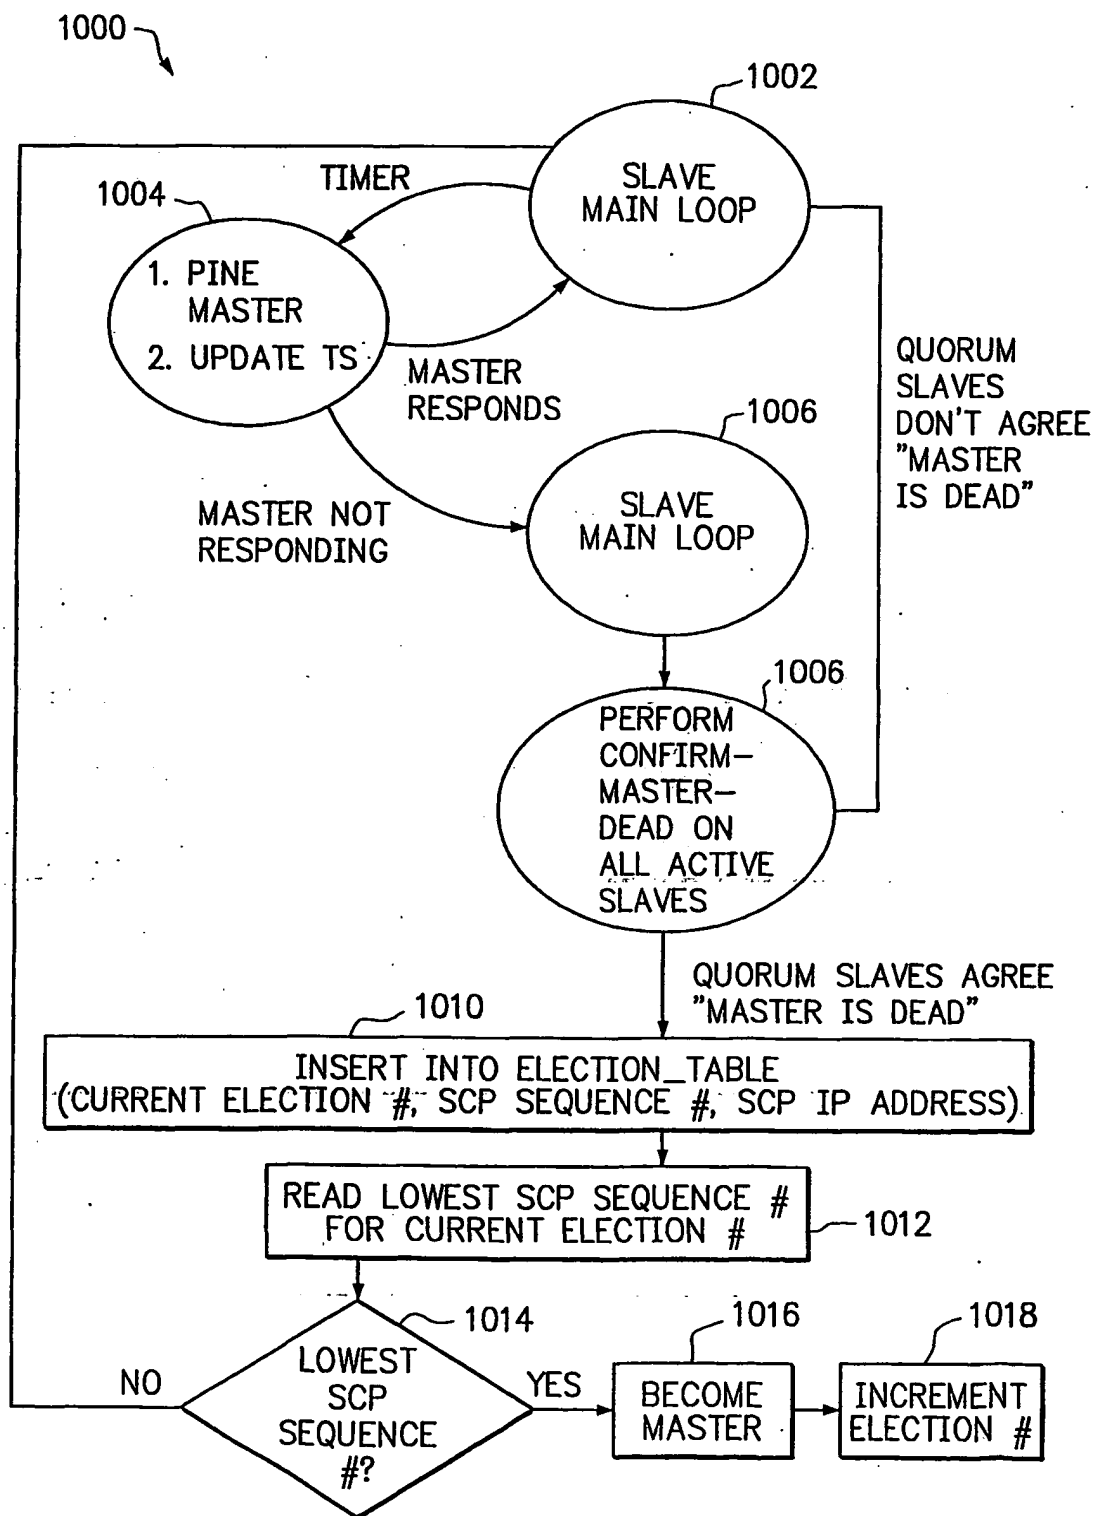 1000
1002
SLAVE
MAIN LOOP
TIMER
1004
1. PINE
MASTER
2. UPDATE TS
MASTER
RESPONDS
QUORUM
SLAVES
DON'T AGREE
"MASTER
IS DEAD"
1006
SLAVE
MAIN LOOP
MASTER NOT
RESPONDING
1006
PERFORM
CONFIRM-
MASTER-
DEAD ON
ALL ACTIVE
SLAVES
QUORUM SLAVES AGREE
"MASTER IS DEAD"
1010
INSERT INTO ELECTION_TABLE
(CURRENT ELECTION #, SCP SEQUENCE #, SCP IP ADDRESS)
READ LOWEST SCP SEQUENCE #
FOR CURRENT ELECTION #
1012
1014
LOWEST
SCP
SEQUENCE
#?
NO
YES
1016
BECOME
MASTER
1018
INCREMENT
ELECTION #